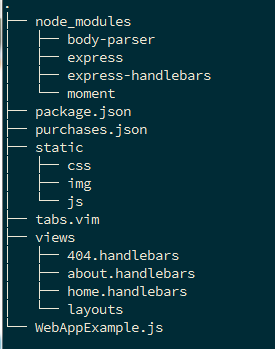 .
├── node_modules
│   ├── body-parser
│   ├── express
│   ├── express-handlebars
│   └── moment
├── package.json
├── purchases.json
├── static
│   ├── css
│   ├── img
│   └── js
├── tabs.vim
├── views
│   ├── 404.handlebars
│   ├── about.handlebars
│   ├── home.handlebars
│   └── layouts
└── WebAppExample.js